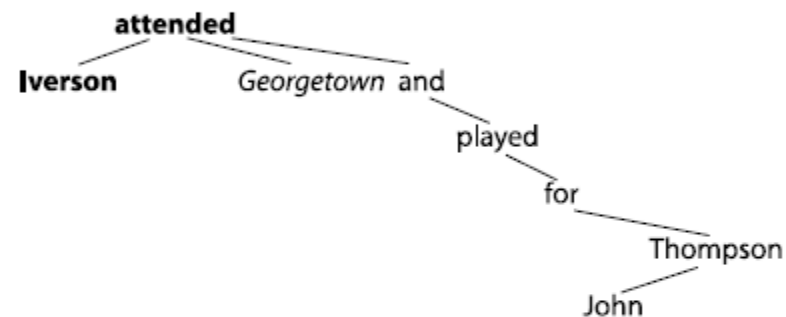 attended
Iverson Georgetown and
played
for
Thompson
John